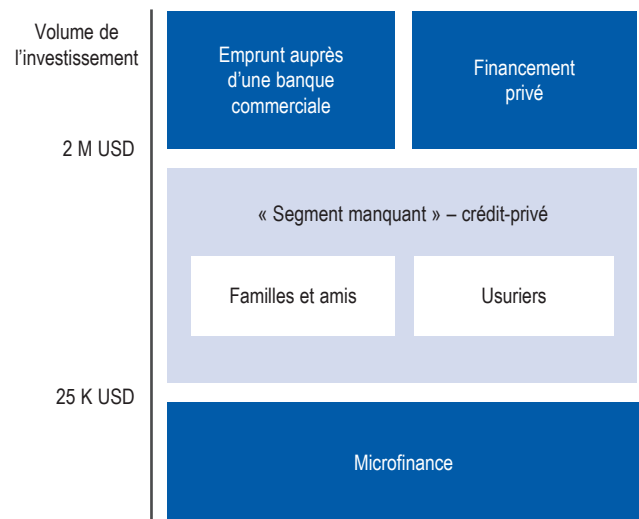 Volume de
l’investissement
Emprunt auprès
d’une banque
commerciale
Financement
privé
2 M USD
« Segment manquant » – crédit-privé
Familles et amis
Usuriers
25 K USD
Microfinance